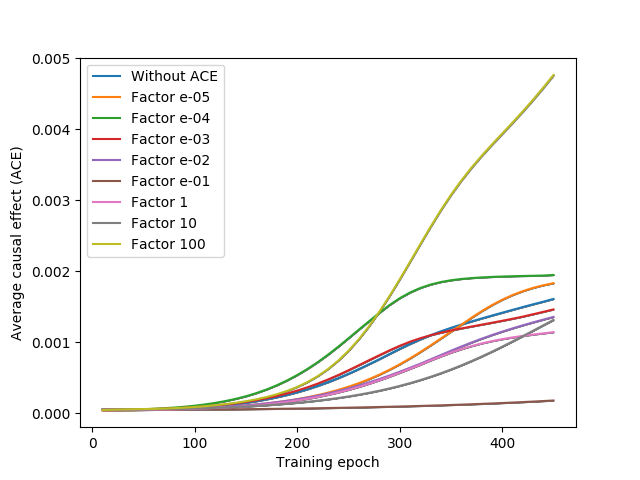 0.005
0.004
0.003
0.002
0.001
0.000
Average causal effect (ACE)
Without ACE
Factor e-05
Factor e-04
Factor e-03
Factor e-02
Factor e-01
Factor 1
Factor 10
Factor 100
0 100 200 300 400
Training epoch